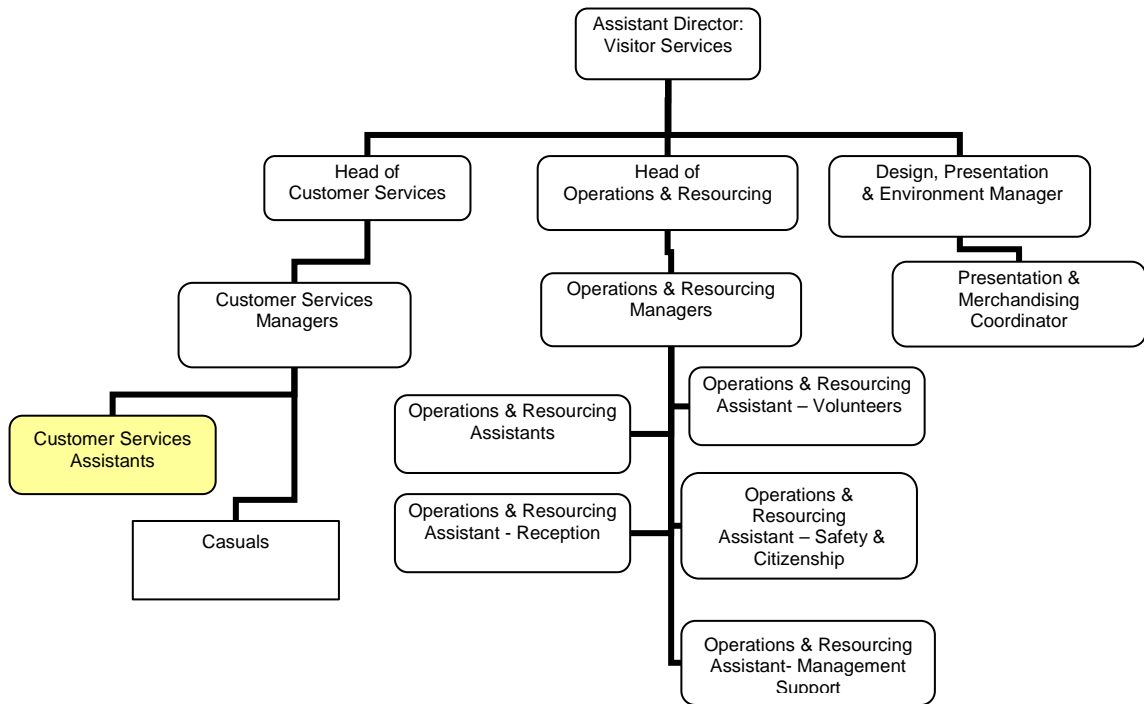 Assistant Director:
Visitor Services
Head of
Customer Services
Head of
Operations & Resourcing
Design, Presentation
& Environment Manager
Customer Services
Managers
Operations & Resourcing
Managers
Presentation &
Merchandising
Coordinator
Customer Services
Assistants
Casuals
Operations & Resourcing
Assistants
Operations & Resourcing
Assistant – Volunteers
Operations & Resourcing
Assistant - Reception
Operations &
Resourcing
Assistant – Safety &
Citizenship
Operations & Resourcing
Assistant- Management
Support